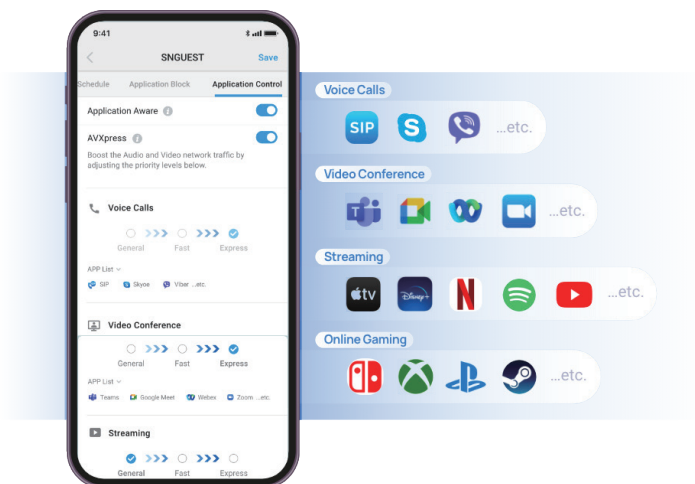 9:41
SNGUEST
Save
Schedule Application Block Application Control
Application Aware
AVXpress
Boost the Audio and Video network
traffic by
adjusting the priority levels below.
Voice Calls
General Fast Express
APP List
SIP Skyoe Viber ...etc.
Video Conference
General Fast Express
APP List
Teams Google Meet Webex Zoom ...etc.
Streaming
General Fast Express
Voice Calls
SIP
S
...etc.
Video Conference
T
...etc.
Streaming
tv
Disney+
N
...etc.
Online Gaming
...etc.